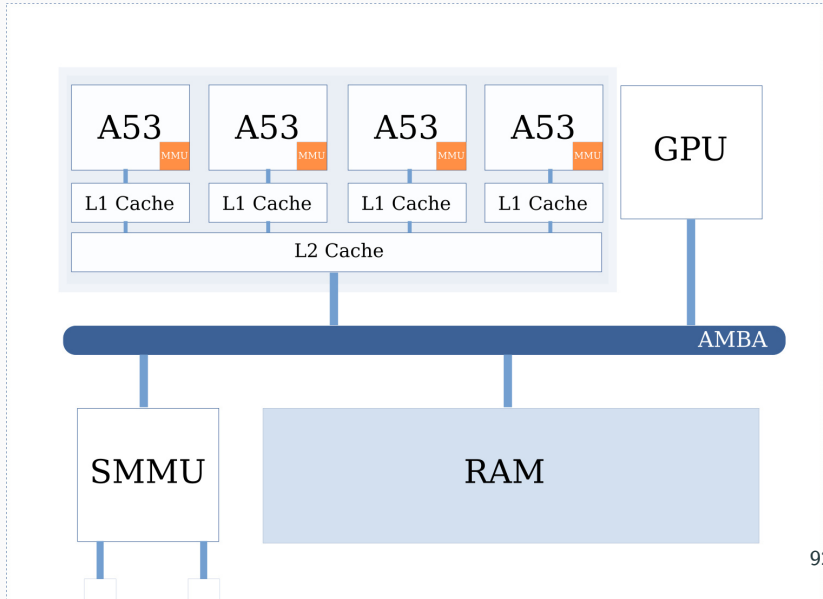 A53
MMU
A53
MMU
A53
MMU
A53
MMU
GPU
L1 Cache
L1 Cache
L1 Cache
L1 Cache
L2 Cache
AMBA
SMMU
RAM